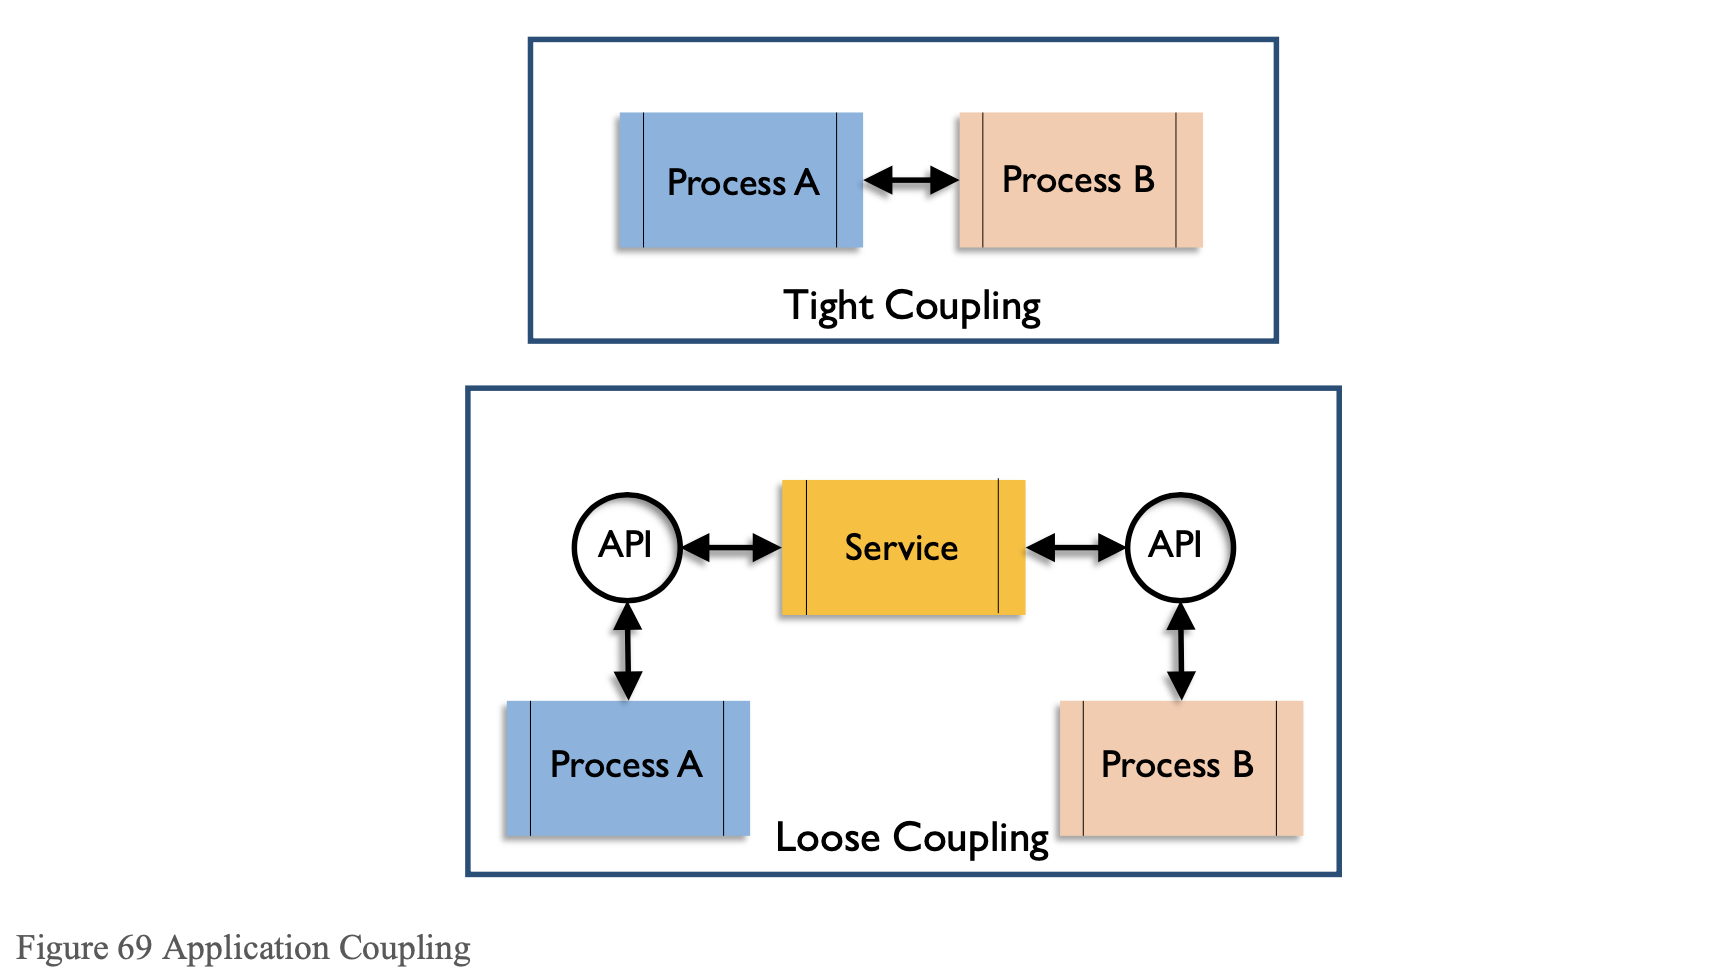 Process A
Process B
Tight Coupling
API
Service
API
Process A
Process B
Loose Coupling
Figure 69 Application Coupling